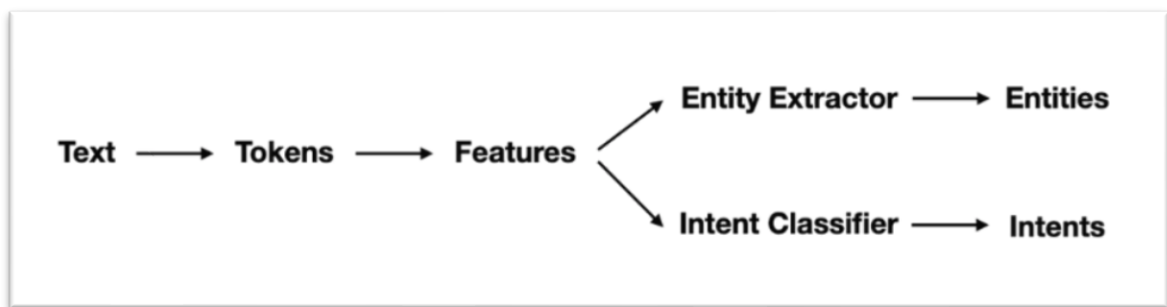 Text
Tokens
Features
Entity Extractor
Entities
Intent Classifier
Intents